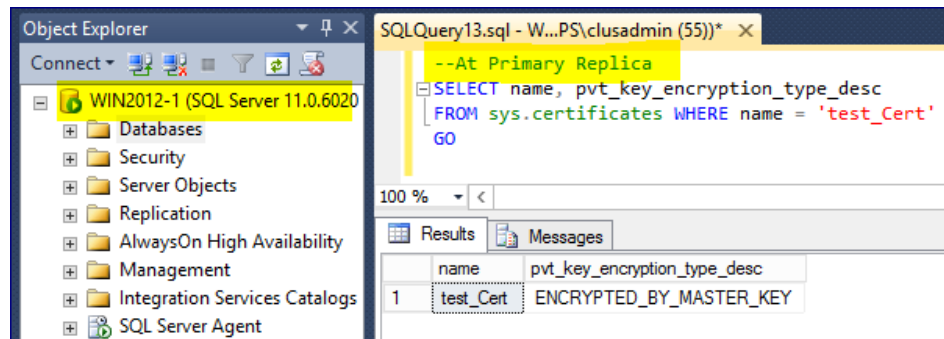 Object Explorer
Connect
WIN2012-1 (SQL Server 11.0.6020
Databases
Security
Server Objects
Replication
AlwaysOn High Availability
Management
Integration Services Catalogs
SQL Server Agent
SQLQuery13.sql - W...PS\clusadmin (55))*
--At Primary Replica
SELECT name, pvt_key_encryption_type_desc
FROM sys.certificates WHERE name = 'test_Cert'
GO
100 %
Results Messages
name pvt_key_encryption_type_desc
1 test_Cert ENCRYPTED_BY_MASTER_KEY